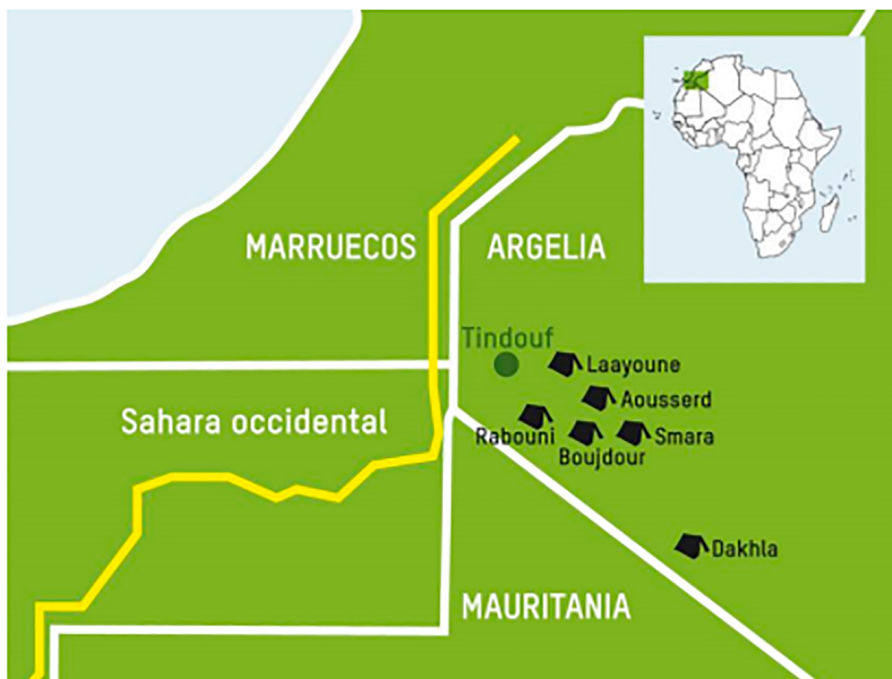 MARRUECOS
ARGELIA
Tindouf
Laayoune
Aousserd
Sahara occidental
Rabouni
Smara
Boujdour
Dakhla
MAURITANIA